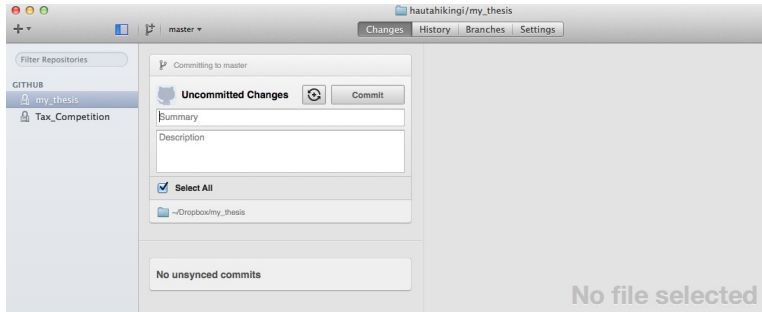 hautahikingi/my_thesis
master
Changes History Branches Settings
Filter Repositories
GITHUB
my_thesis
Tax_Competition
Committing to master
Uncommitted Changes
Commit
Summary
Description
Select All
~/Dropbox/my_thesis
No unsynced commits
No file selected